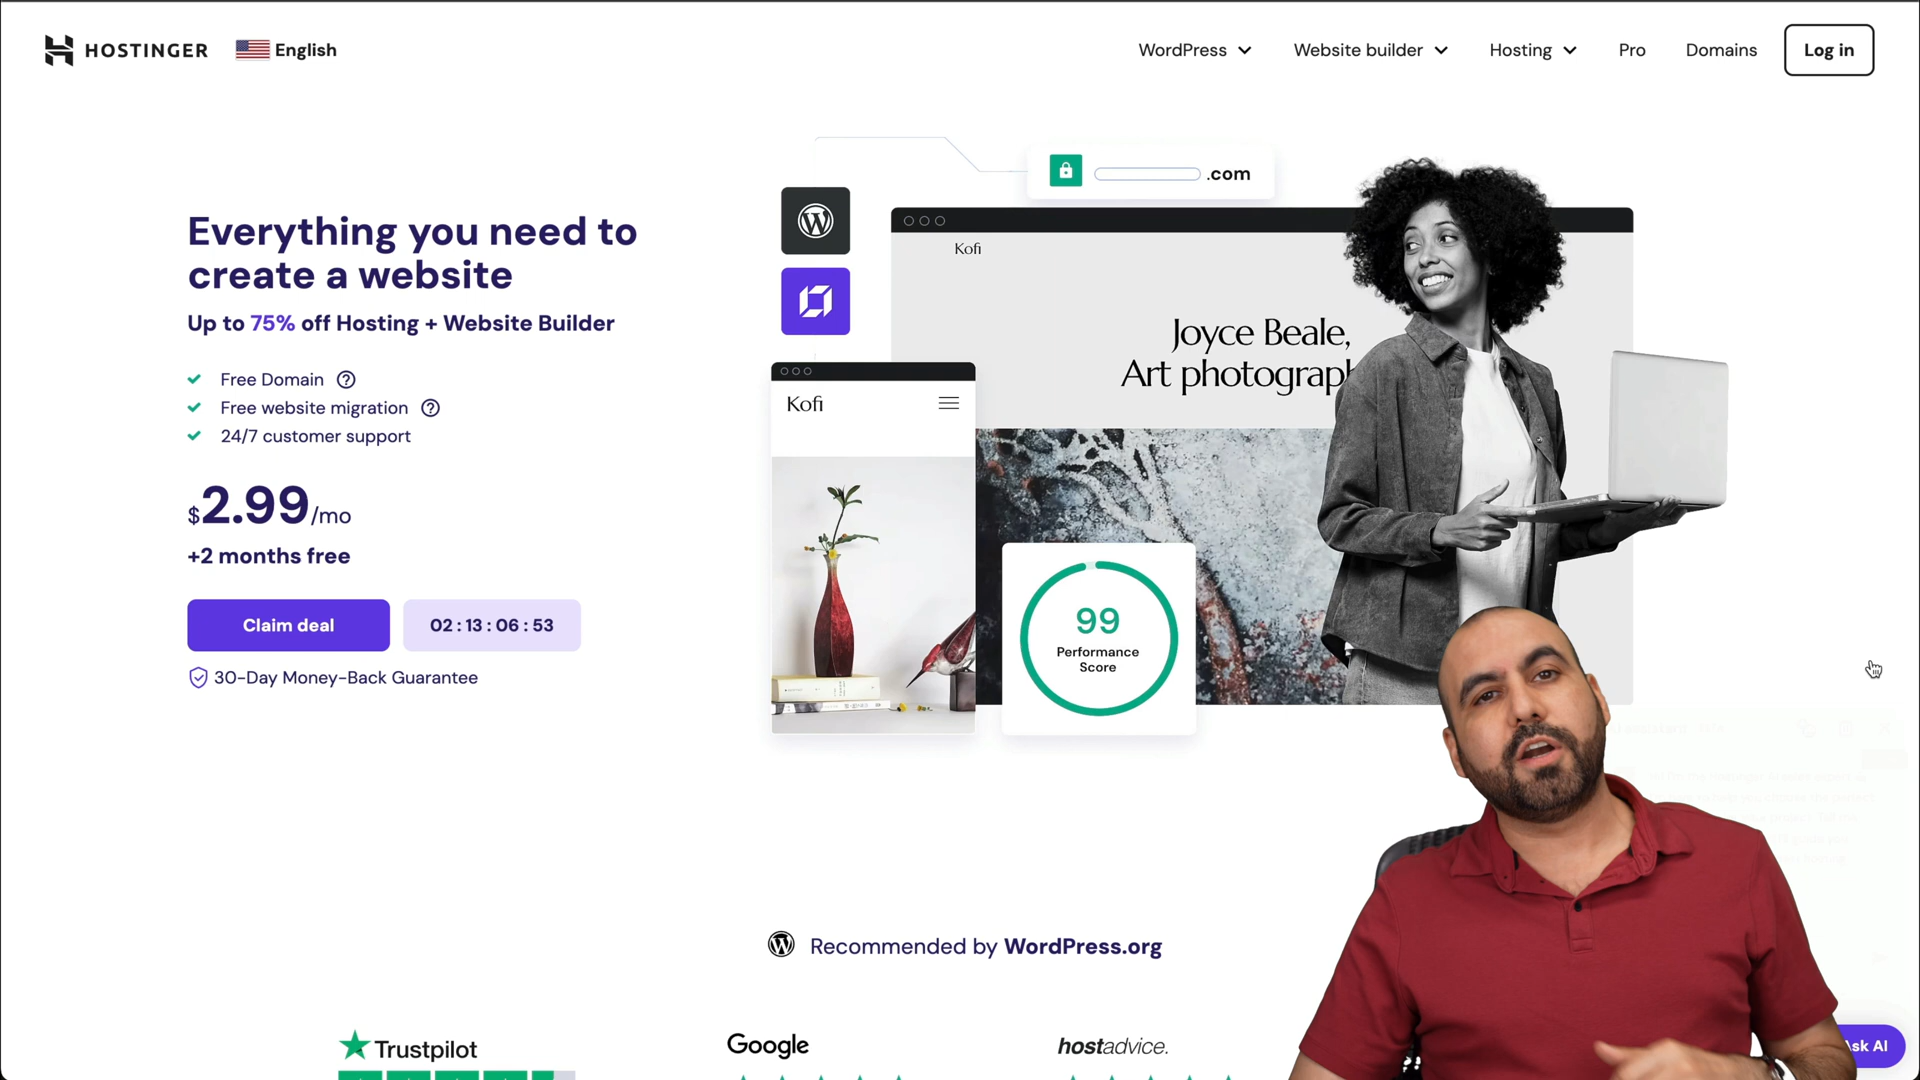 HOSTINGER English WordPress Website builder Hosting Pro Domains Log in
.com
Kofi
Everything you need to
create a website
Up to 75% off Hosting + Website Builder
Free Domain
Free website migration
24/7 customer support
$2.99/mo
+2 months free
Claim deal 02 : 13 : 06 : 53
30-Day Money-Back Guarantee
Joyce Beale,
Art photograph
Kofi
99
Performance
Score
Recommended by WordPress.org
Trustpilot Google hostadvice.
Ask AI